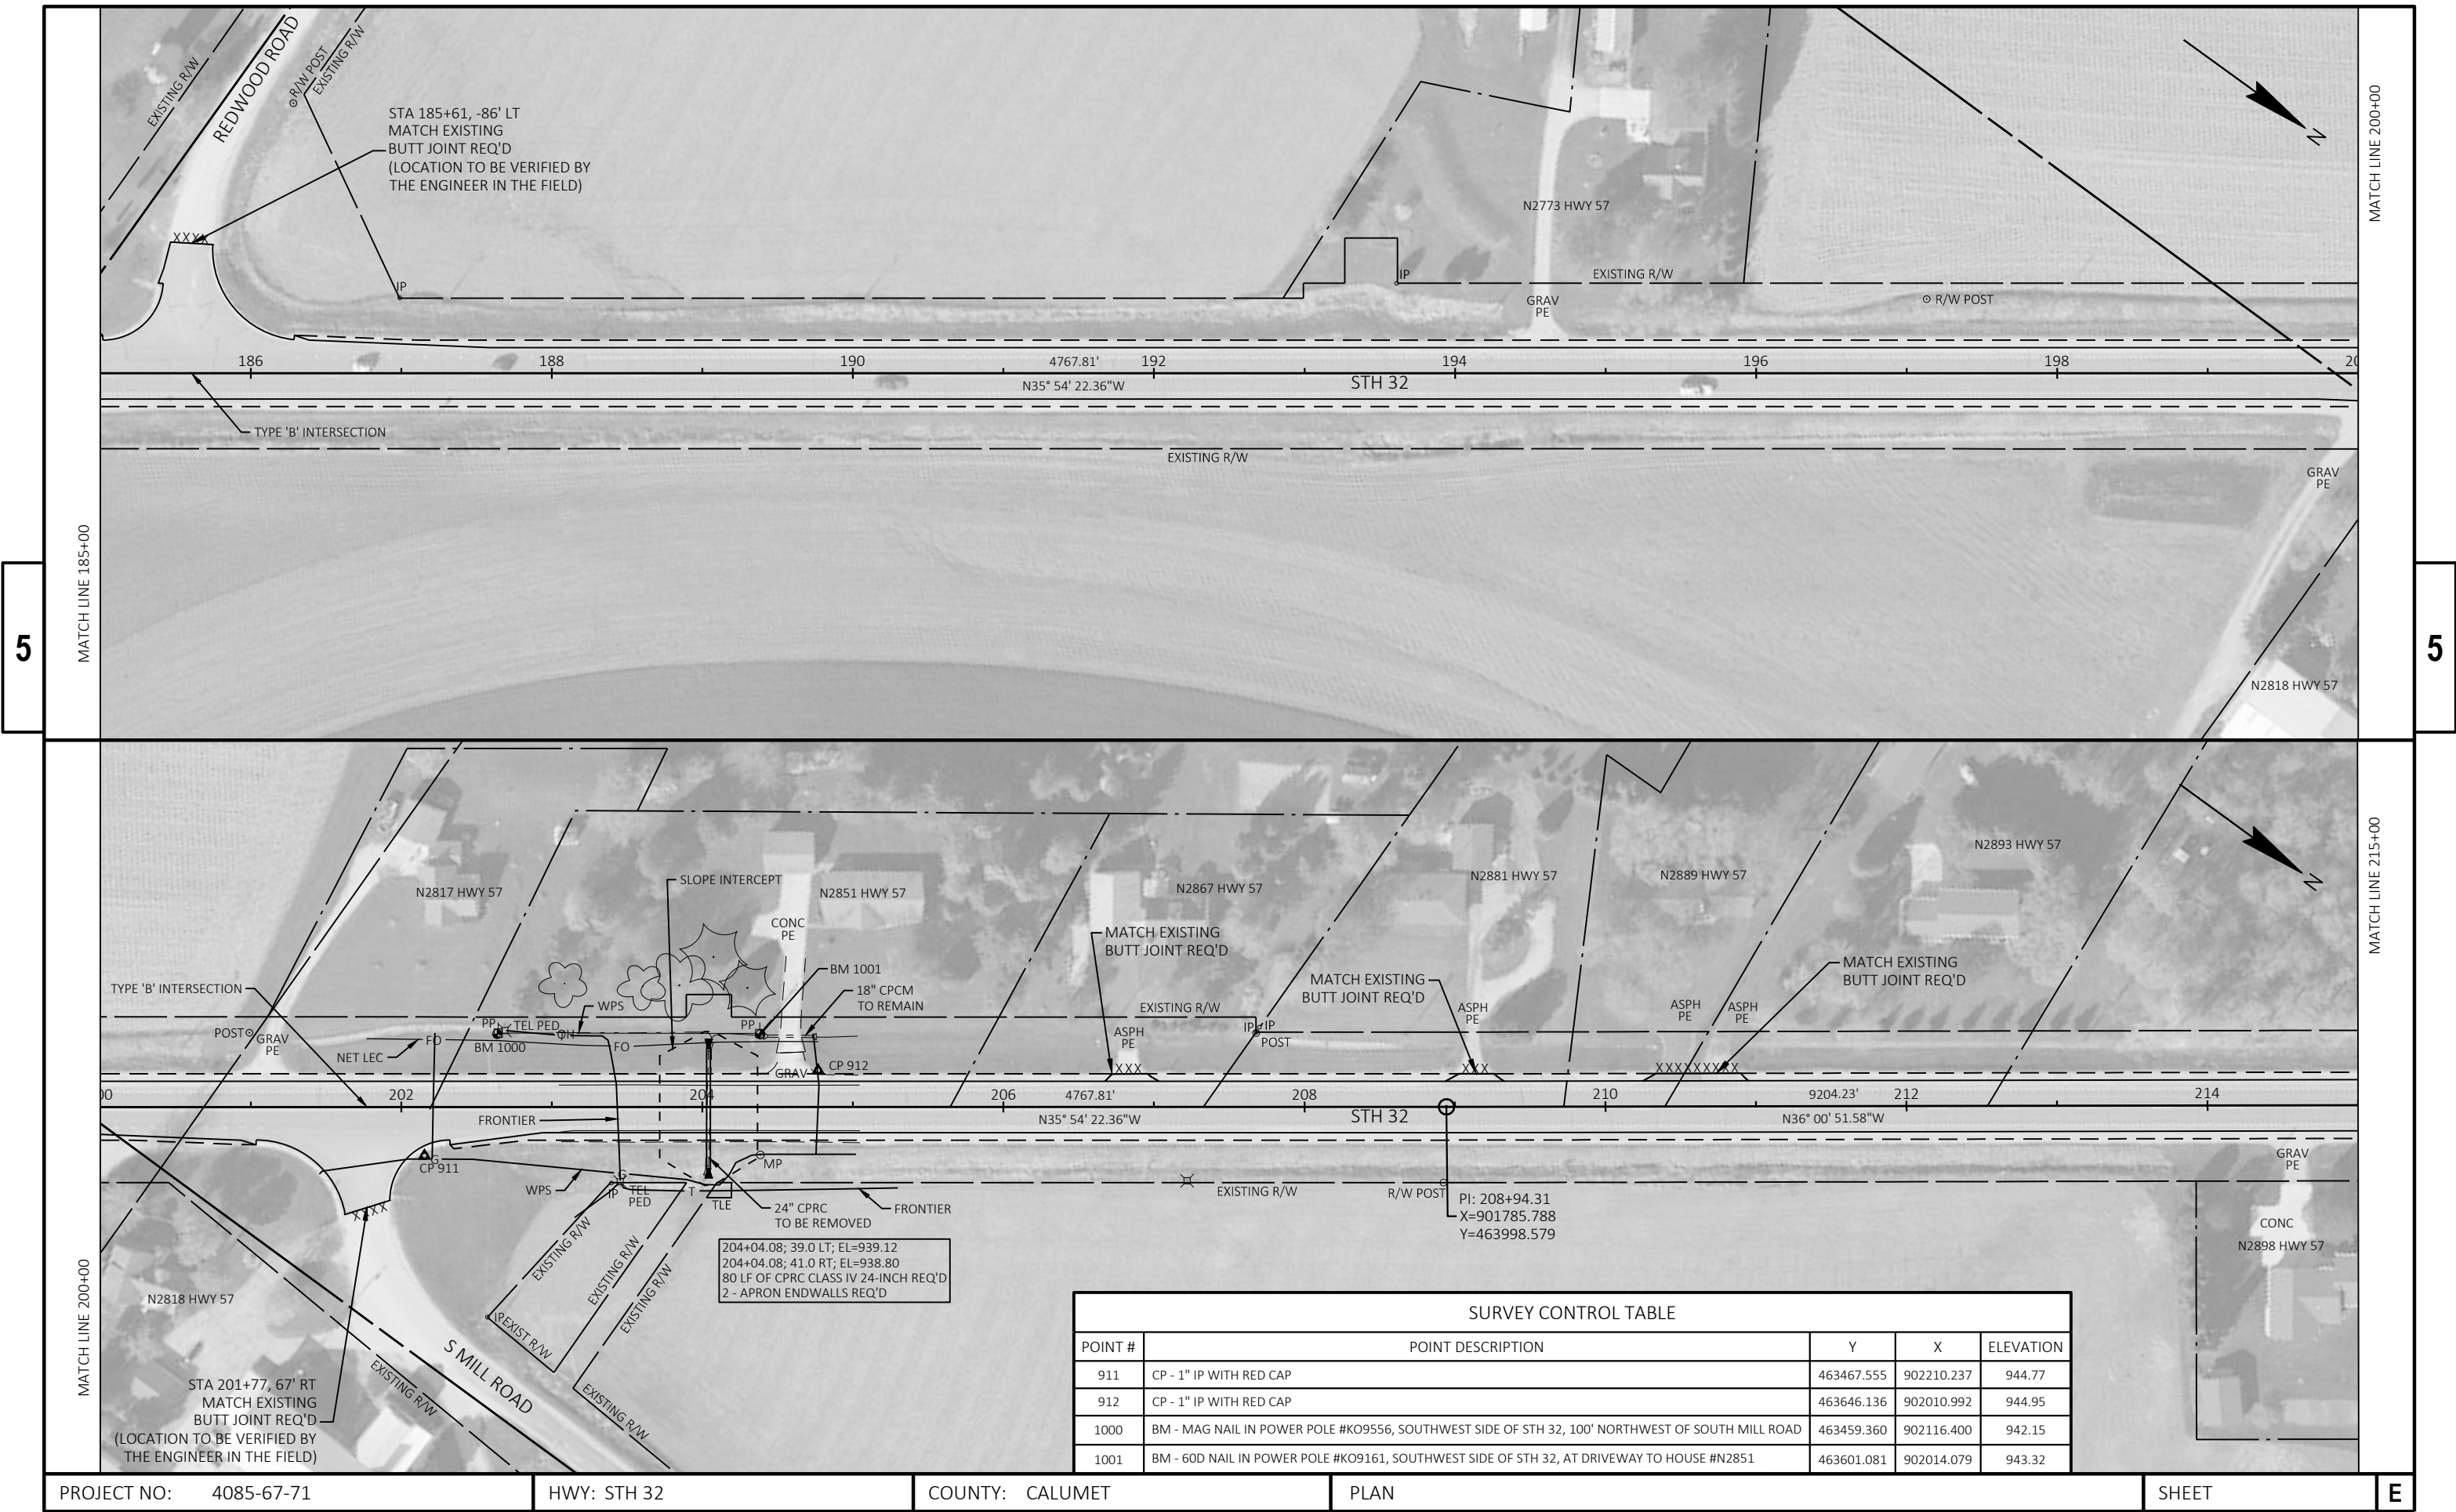 EXISTING R/W
REDWOOD ROAD
R/W POST
EXISTING R/W
STA 185+61, -86' LT
MATCH EXISTING
BUTT JOINT REQ'D
(LOCATION TO BE VERIFIED BY
THE ENGINEER IN THE FIELD)
XXXX
IP
N2773 HWY 57
IP
EXISTING R/W
GRAV
PE
R/W POST
N
MATCH LINE 200+00
186
188
190
4767.81'
192
194
196
198
20
N35° 54' 22.36"W
STH 32
TYPE 'B' INTERSECTION
EXISTING R/W
GRAV
PE
MATCH LINE 185+00
5
5
N2818 HWY 57
N2817 HWY 57
SLOPE INTERCEPT
N2851 HWY 57
CONC
PE
N2867 HWY 57
N2881 HWY 57
N2889 HWY 57
N2893 HWY 57
N
MATCH LINE 215+00
MATCH EXISTING
BUTT JOINT REQ'D
BM 1001
18" CPCM
TO REMAIN
MATCH EXISTING
BUTT JOINT REQ'D
MATCH EXISTING
BUTT JOINT REQ'D
TYPE 'B' INTERSECTION
WPS
EXISTING R/W
ASPH
PE
ASPH
PE
ASPH
PE
POST
GRAV
PE
PP
TEL PED
OH
PP
BM 1000
NET LEC
FO
FO
ASPH
PE
IP
IP
POST
GRAV
CP 912
XXX
XXX
XXXXXXXXX
00
202
204
206
4767.81'
208
210
9204.23'
212
214
FRONTIER
N35° 54' 22.36"W
STH 32
N36° 00' 51.58"W
CP 911
G
MP
GRAV
PE
WPS
IP
G
TEL
PED
T
TLE
24" CPRC
TO BE REMOVED
FRONTIER
EXISTING R/W
R/W POST
PI: 208+94.31
X=901785.788
Y=463998.579
XXXX
CONC
N2898 HWY 57
EXISTING R/W
EXISTING R/W
EXISTING R/W
204+04.08; 39.0 LT; EL=939.12
204+04.08; 41.0 RT; EL=938.80
80 LF OF CPRC CLASS IV 24-INCH REQ'D
2 - APRON ENDWALLS REQ'D
MATCH LINE 200+00
N2818 HWY 57
IP
EXIST R/W
S MILL ROAD
EXISTING R/W
EXISTING R/W
STA 201+77, 67' RT
MATCH EXISTING
BUTT JOINT REQ'D
(LOCATION TO BE VERIFIED BY
THE ENGINEER IN THE FIELD)
SURVEY CONTROL TABLE
POINT # POINT DESCRIPTION Y X ELEVATION
911 CP - 1" IP WITH RED CAP 463467.555 902210.237 944.77
912 CP - 1" IP WITH RED CAP 463646.136 902010.992 944.95
1000 BM - MAG NAIL IN POWER POLE #KO9556, SOUTHWEST SIDE OF STH 32, 100' NORTHWEST OF SOUTH MILL ROAD 463459.360 902116.400 942.15
1001 BM - 60D NAIL IN POWER POLE #KO9161, SOUTHWEST SIDE OF STH 32, AT DRIVEWAY TO HOUSE #N2851 463601.081 902014.079 943.32
PROJECT NO: 4085-67-71
HWY: STH 32
COUNTY: CALUMET
PLAN
SHEET
E